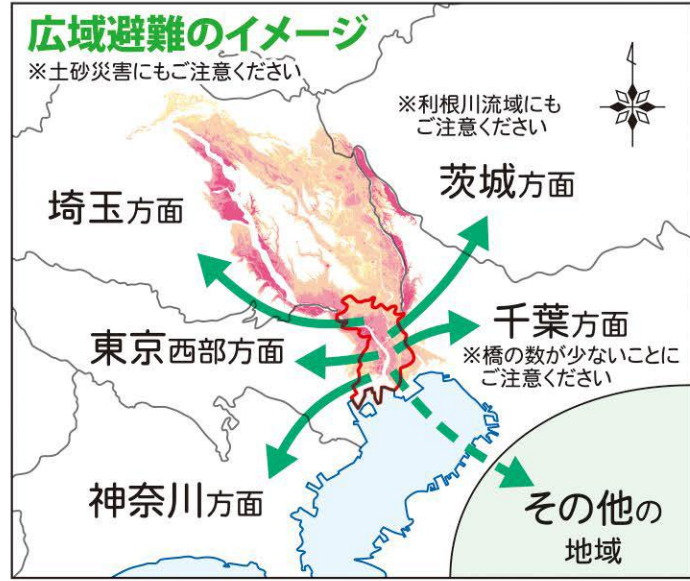 広域避難のイメージ
※土砂災害にもご注意ください
※利根川流域にも
ご注意ください
茨城方面
埼玉方面
千葉方面
※橋の数が少ないことに
ご注意ください
東京西部方面
神奈川方面
その他の
地域